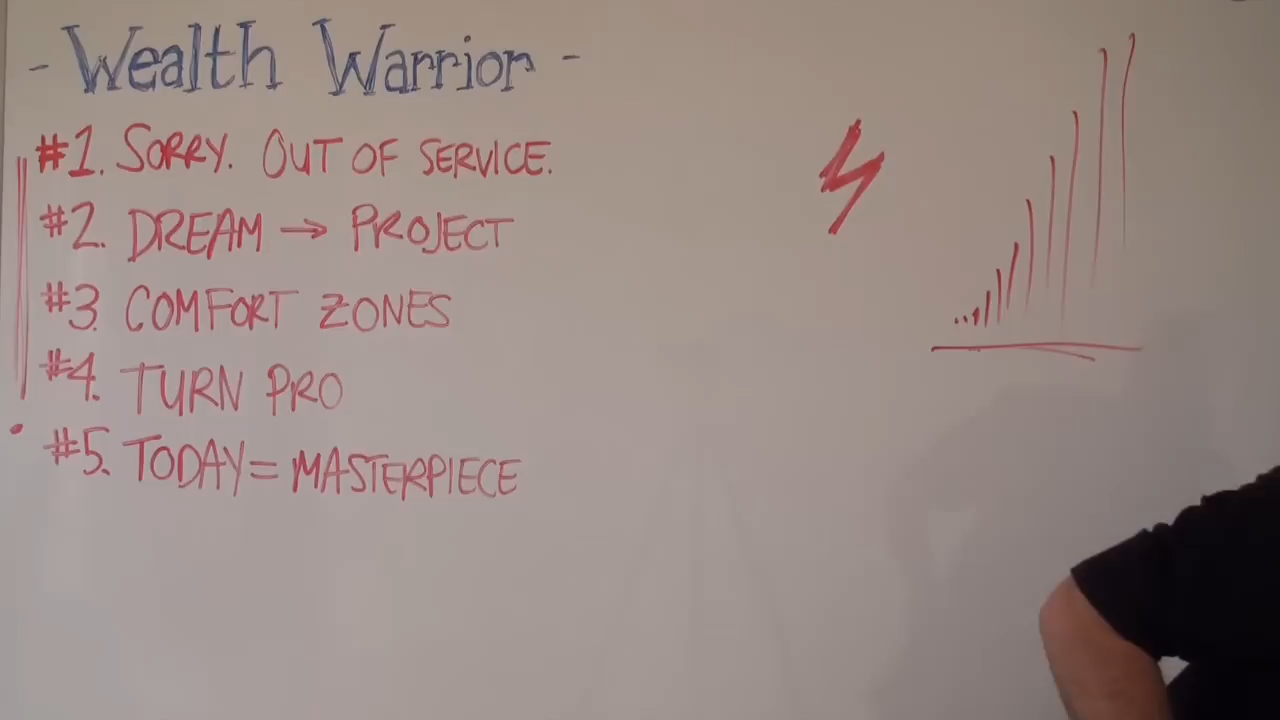 - Wealth Warrior -
#1. SORRY. OUT OF SERVICE.
#2. DREAM → PROJECT
#3. COMFORT ZONES
#4. TURN PRO
#5. TODAY = MASTERPIECE